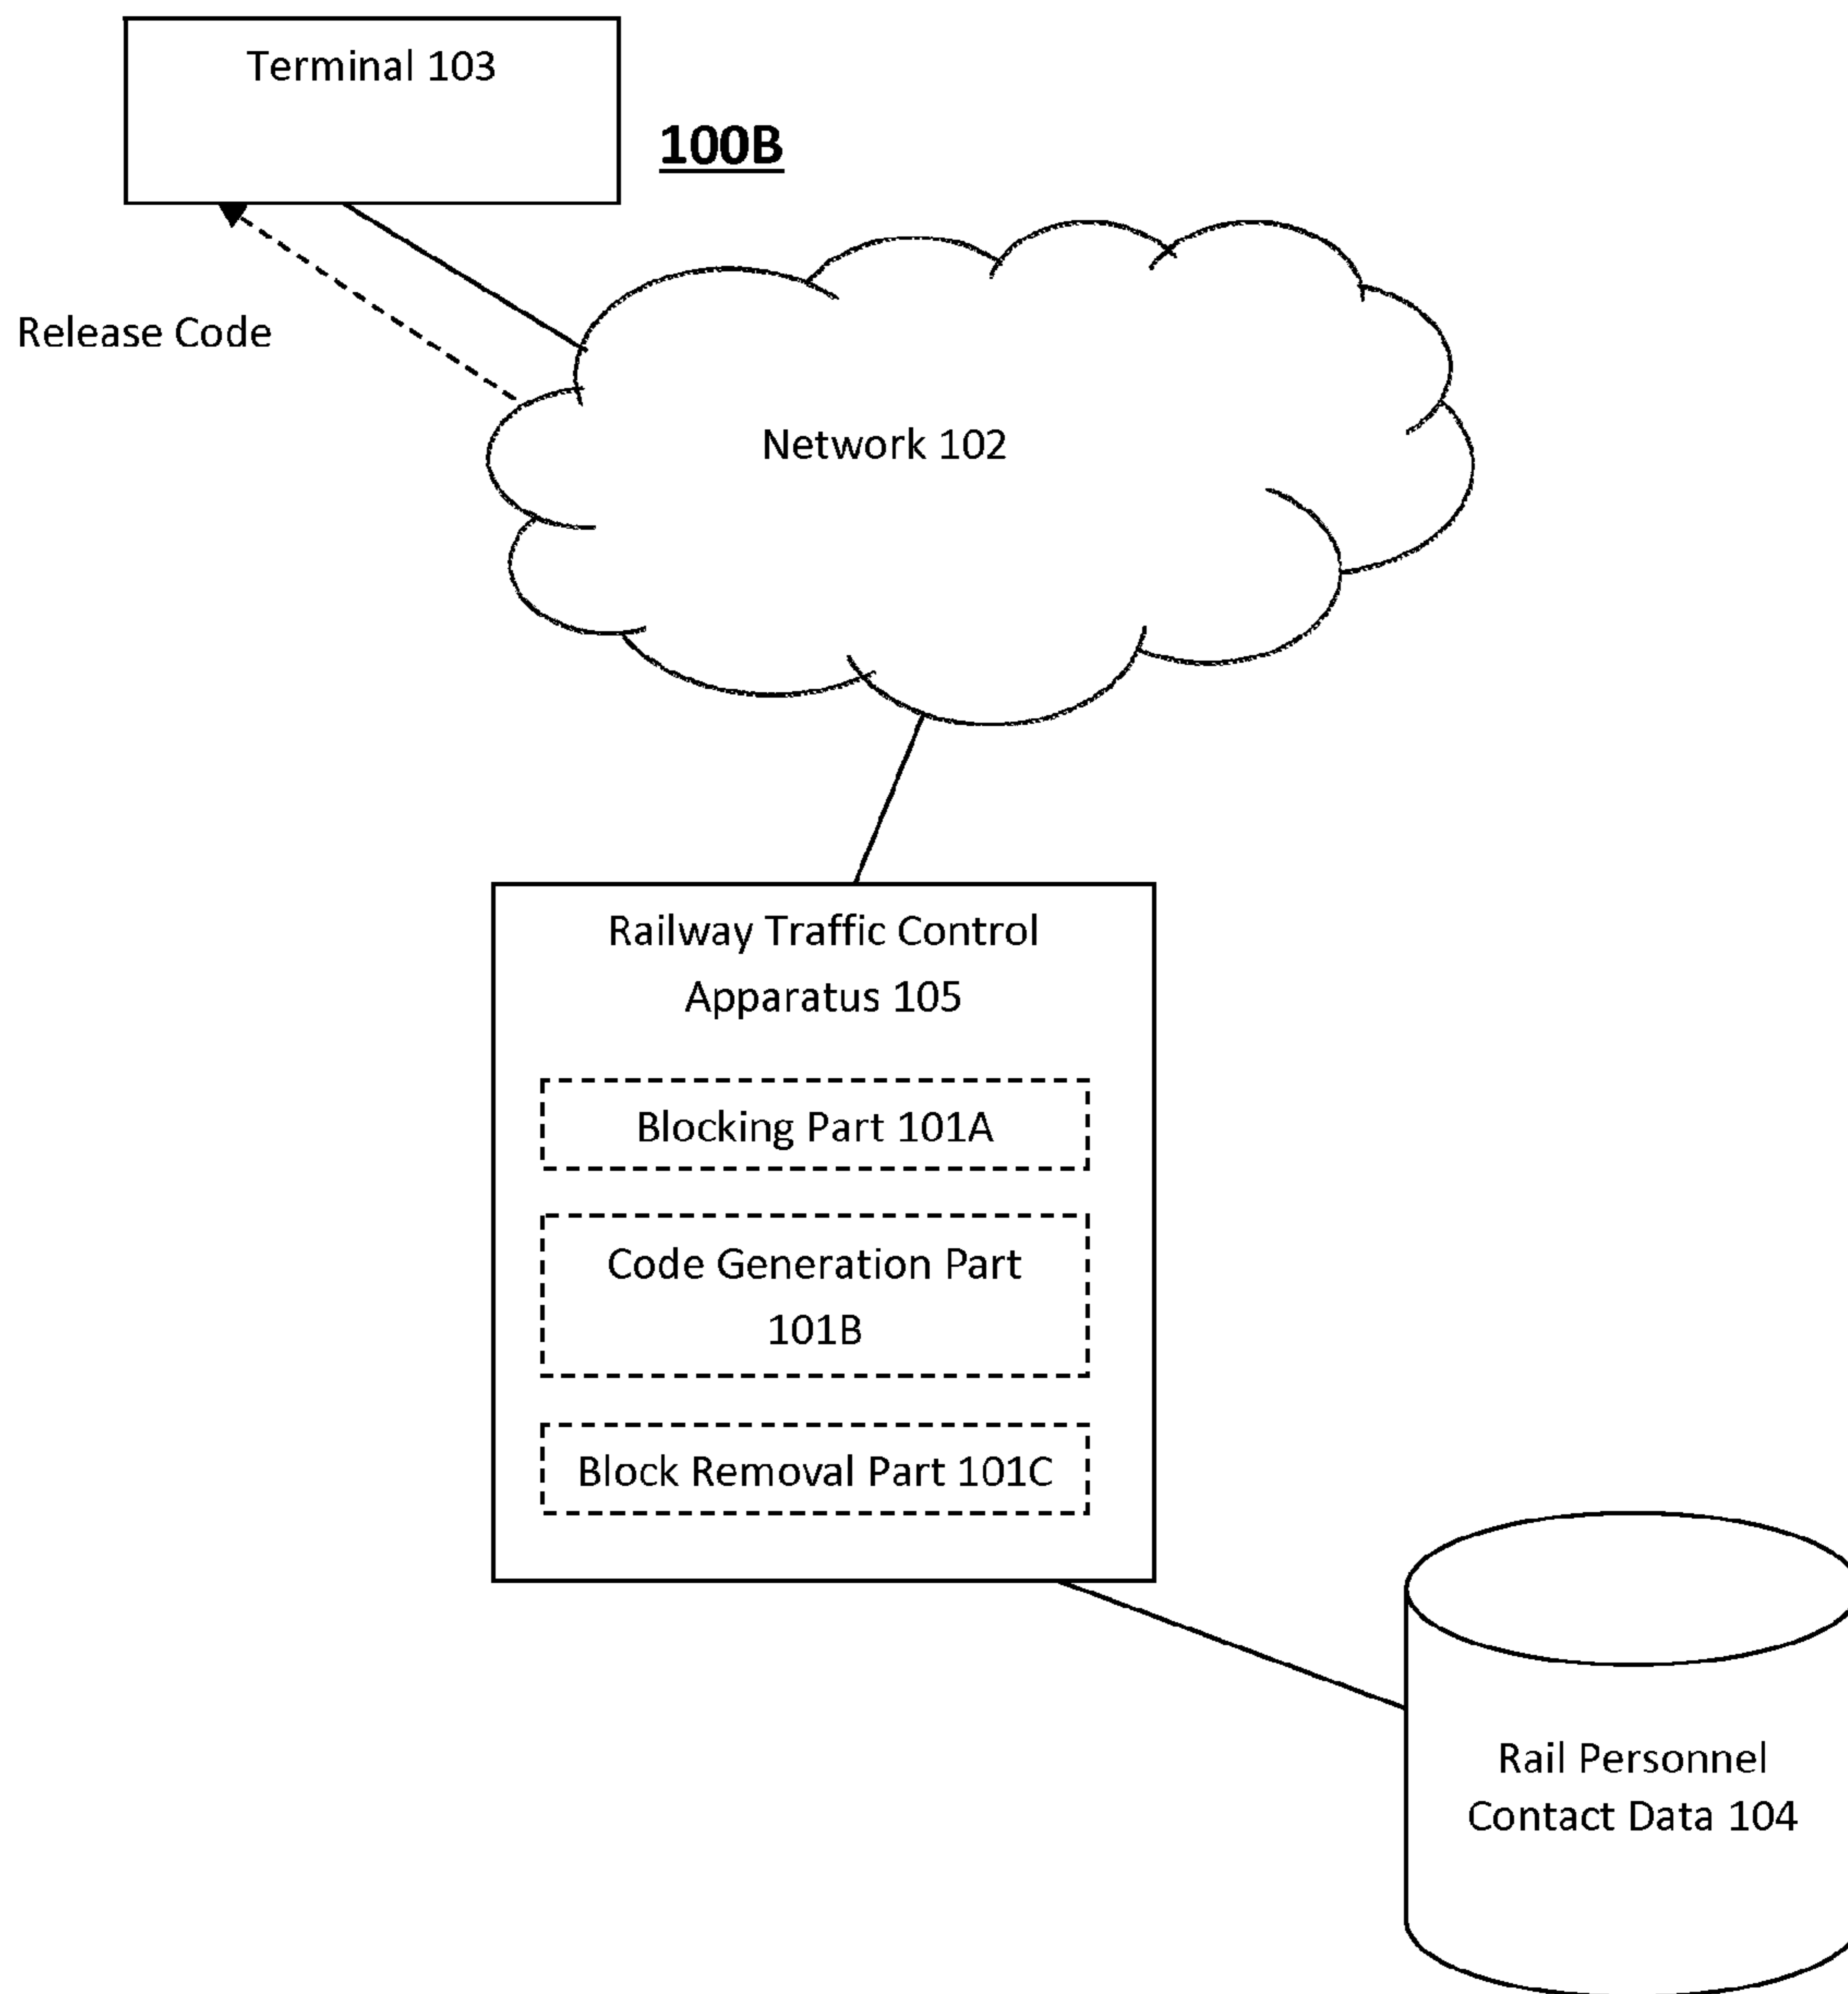 Terminal 103
100B
Release Code
Network 102
Railway Traffic Control
Apparatus 105
Blocking Part 101A
Code Generation Part
101B
Block Removal Part 101C
Rail Personnel
Contact Data 104